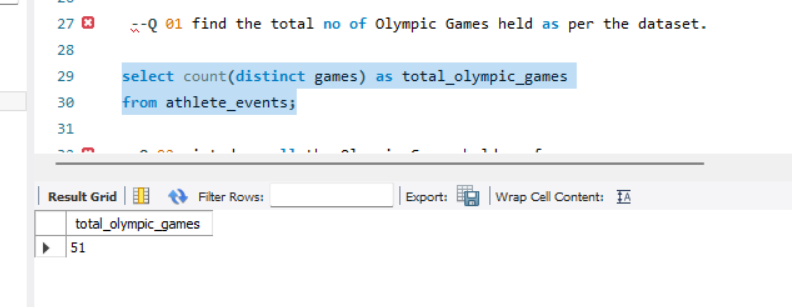 27 --Q 01 find the total no of Olympic Games held as per the dataset.
28
29 select count(distinct games) as total_olympic_games
30 from athlete_events;
31
Result Grid Filter Rows: Export: Wrap Cell Content: IA
total_olympic_games
51